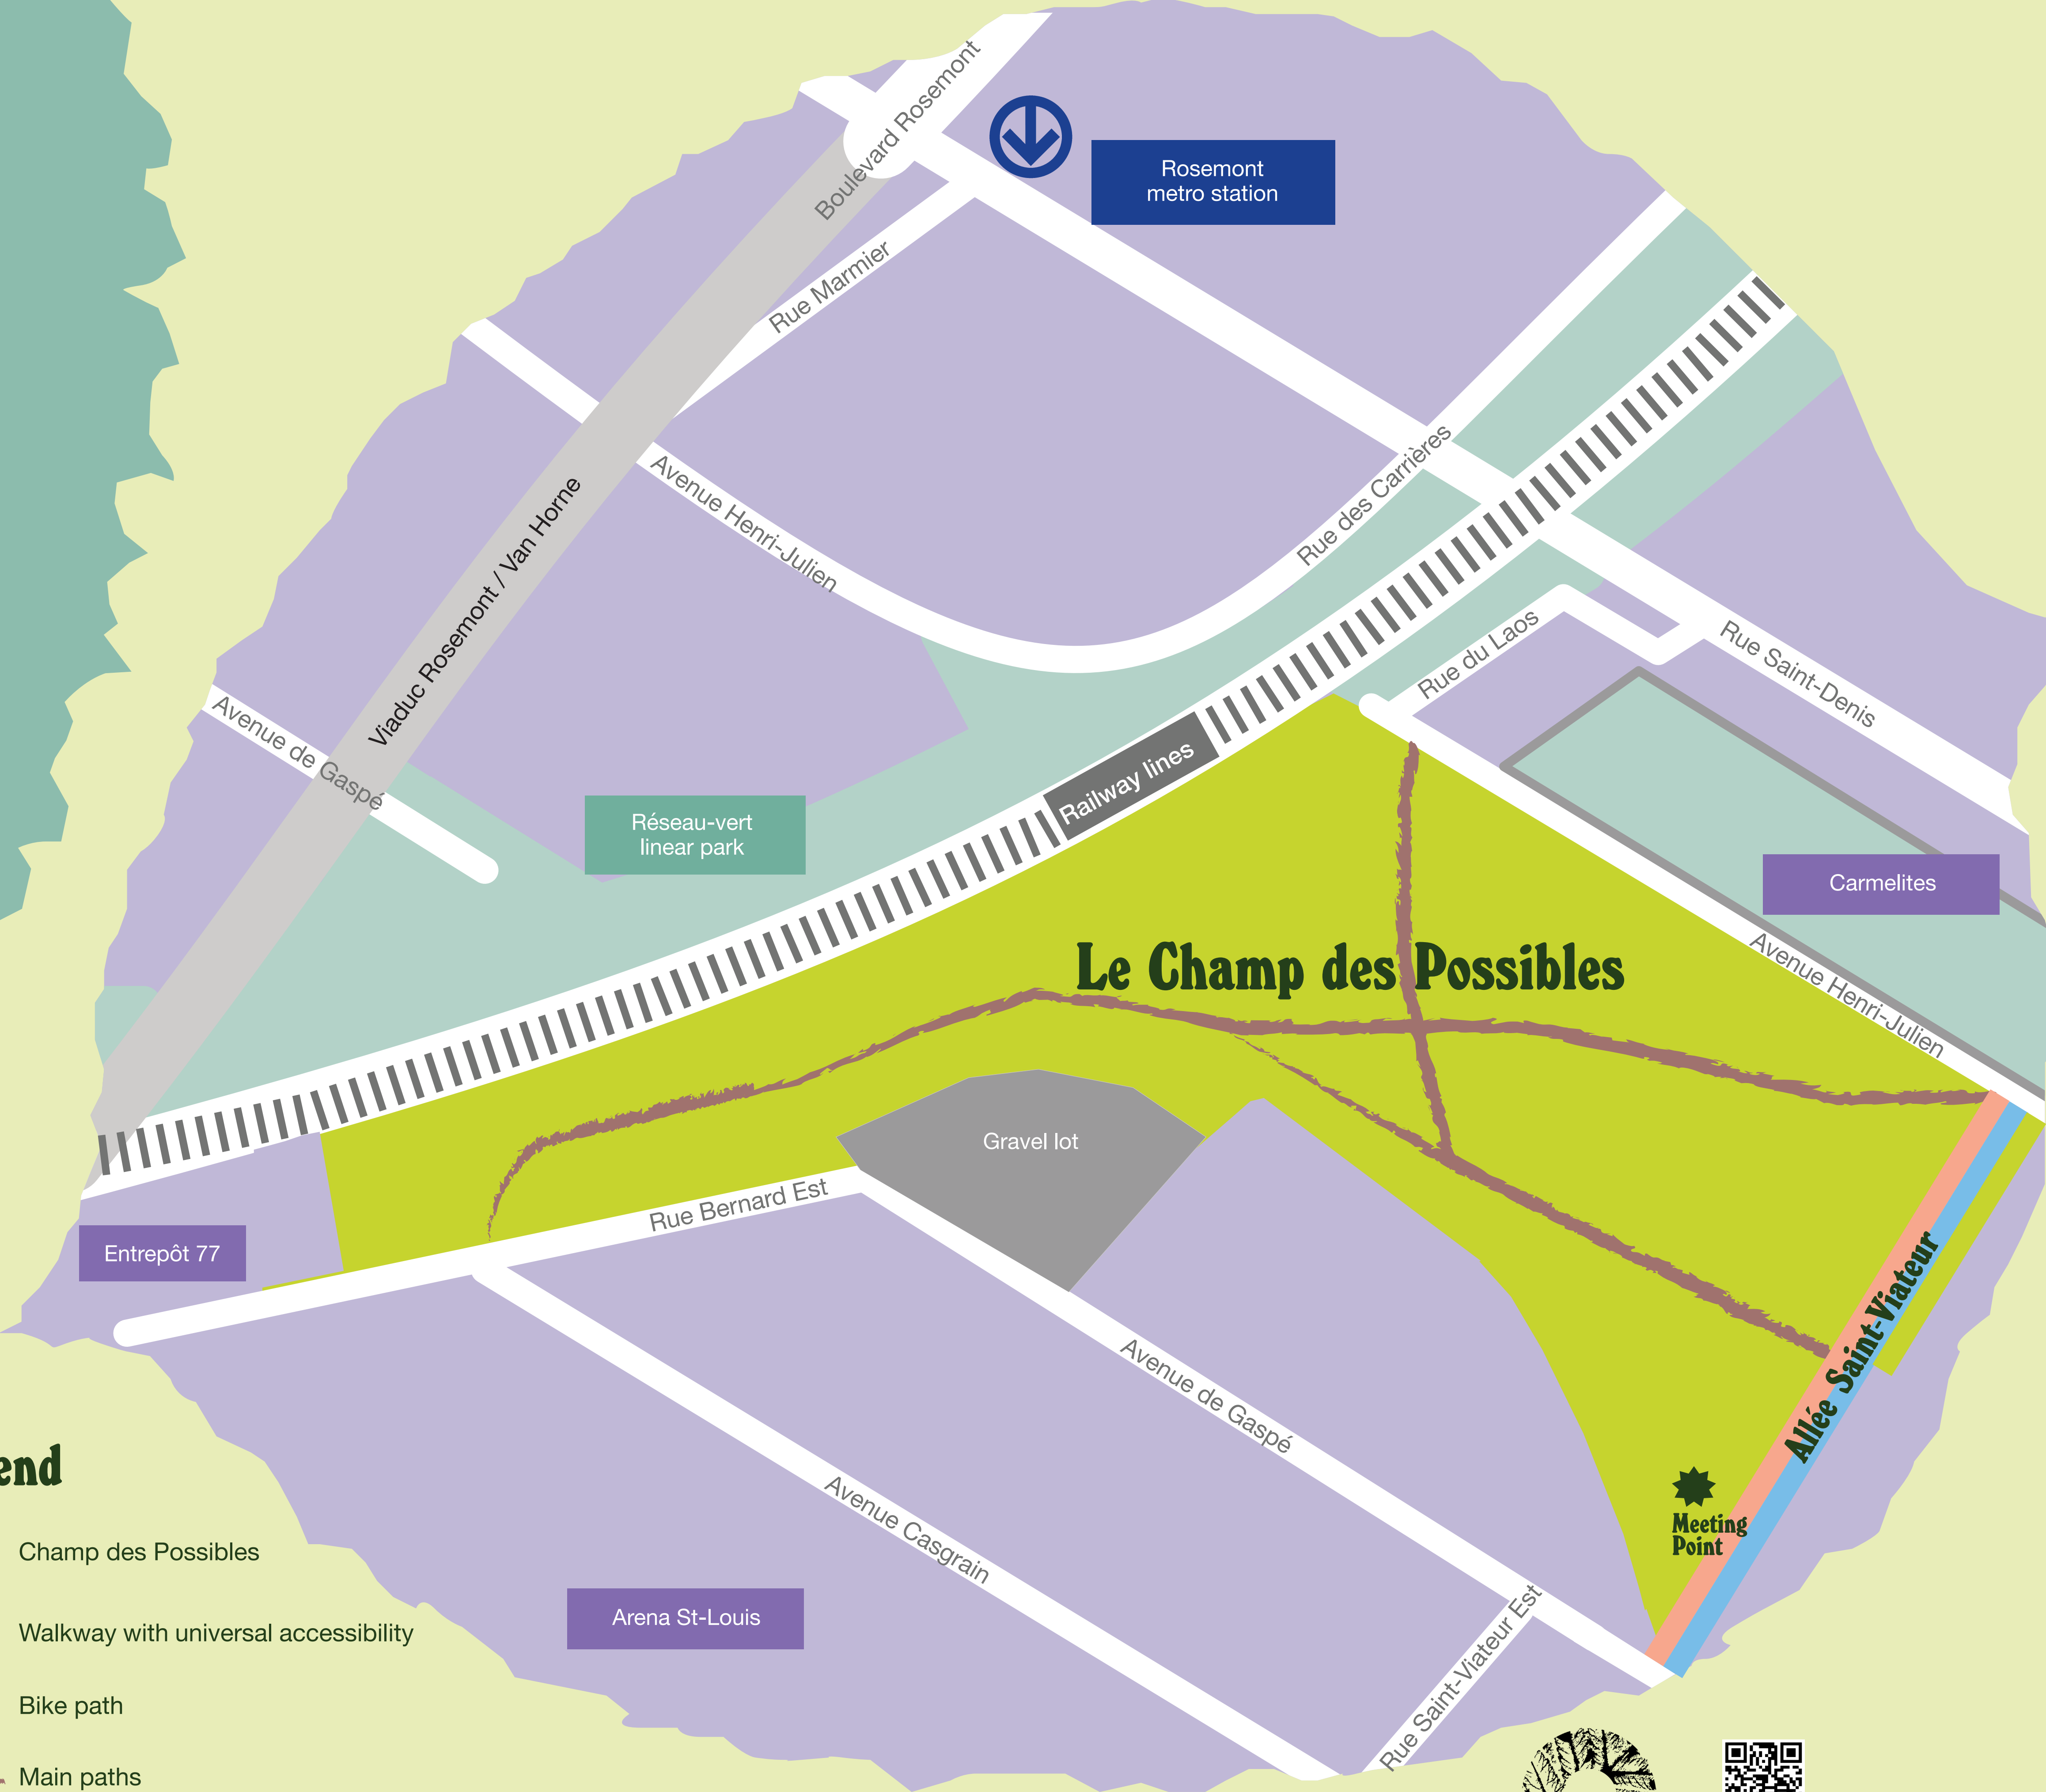 Boulevard Rosemont
Rosemont
metro station
Rue Marmier
Avenue Henri-Julien
Rue des Carrières
Viaduc Rosemont / Van Horne
Rue du Laos
Rue Saint-Denis
Avenue de Gaspé
Railway lines
Réseau-vert
linear park
Carmelites
Le Champ des Possibles
Avenue Henri-Julien
Gravel lot
Rue Bernard Est
Entrepôt 77
Allée Saint-Viateur
Avenue de Gaspé
Avenue Casgrain
Meeting
Point
Arena St-Louis
Rue Saint-Viateur Est
end
Champ des Possibles
Walkway with universal accessibility
Bike path
Main paths